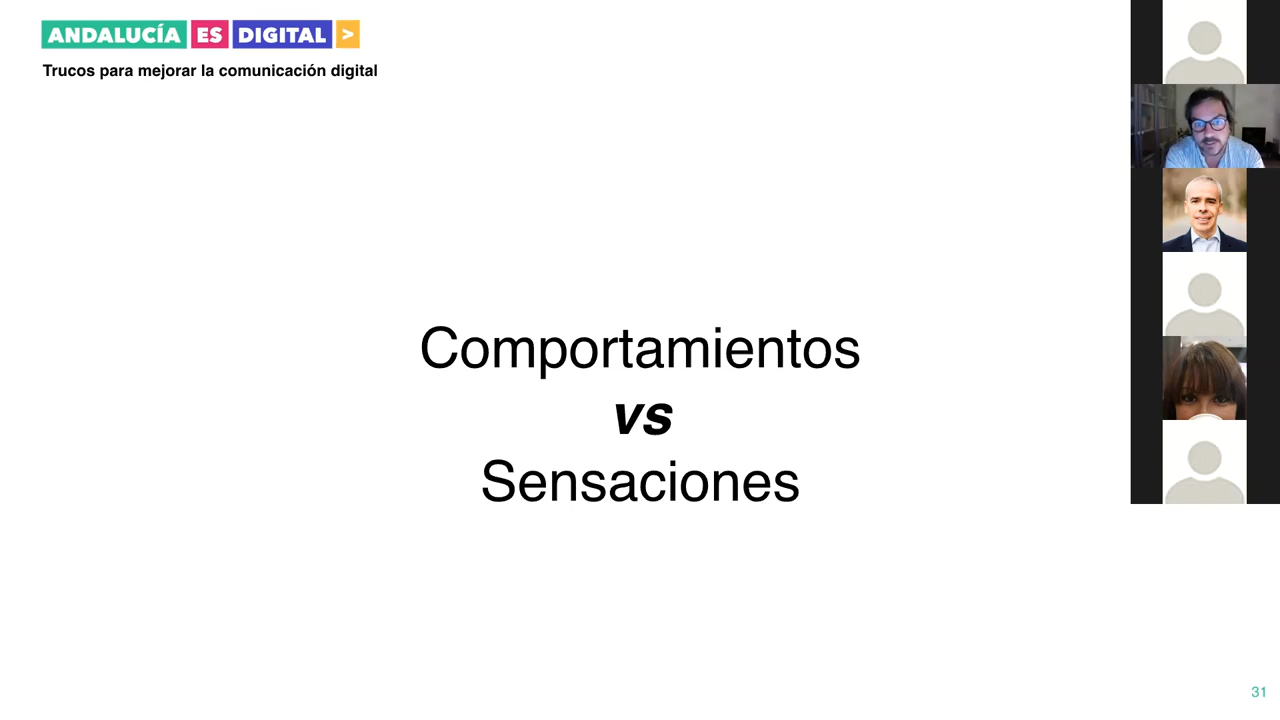 ANDALUCÍA ES DIGITAL >
Trucos para mejorar la comunicación digital
Comportamientos
vs
Sensaciones
31